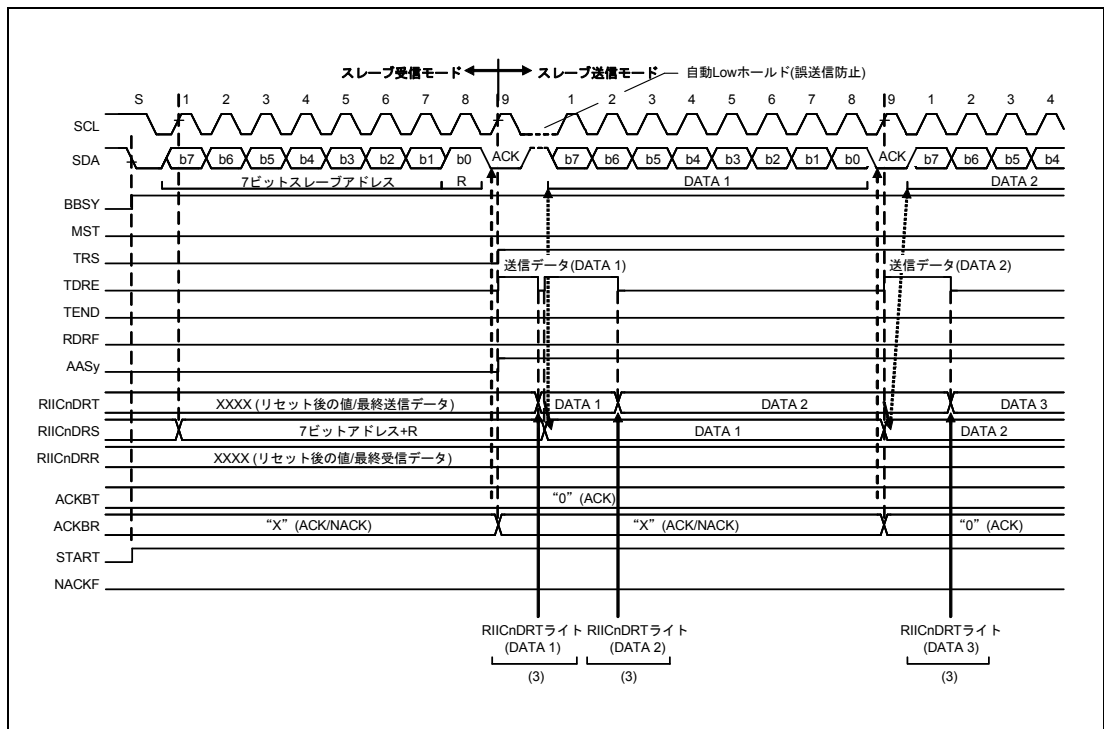 スレーブ受信モード スレーブ送信モード 自動Lowホールド(誤送信防止)
S 1 2 3 4 5 6 7 8 9 1 2 3 4 5 6 7 8 9 1 2 3 4
SCL
SDA b7 b6 b5 b4 b3 b2 b1 b0 ACK b7 b6 b5 b4 b3 b2 b1 b0 ACK b7 b6 b5 b4
7ビットスレーブアドレス R DATA 1 DATA 2
BBSY
MST
TRS
送信データ(DATA 1) 送信データ(DATA 2)
TDRE
TEND
RDRF
AASy
RIICnDRT XXXX (リセット後の値/最終送信データ) DATA 1 DATA 2 DATA 3
RIICnDRS 7ビットアドレス+R DATA 1 DATA 2
RIICnDRR XXXX (リセット後の値/最終受信データ)
ACKBT “0” (ACK)
ACKBR “X” (ACK/NACK) “X” (ACK/NACK) “0” (ACK)
START
NACKF
RIICnDRTライト RIICnDRTライト RIICnDRTライト
(DATA 1) (DATA 2) (DATA 3)
(3) (3) (3)